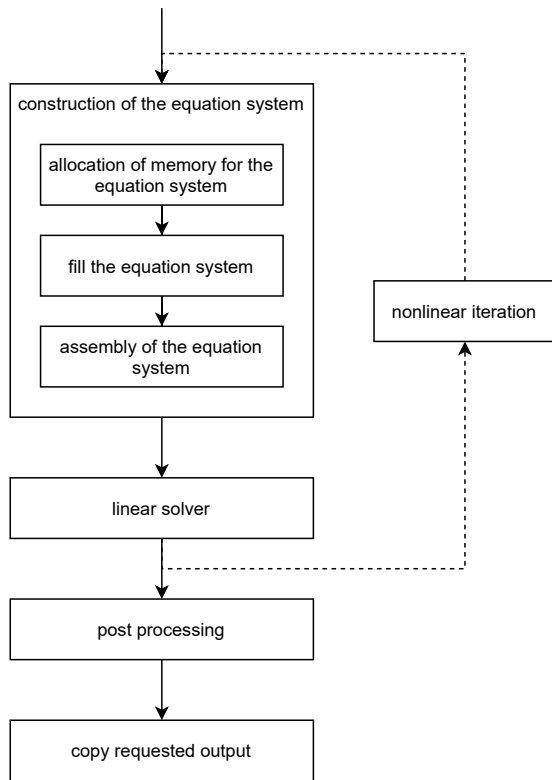 construction of the equation system
allocation of memory for the
equation system
fill the equation system
assembly of the equation
system
nonlinear iteration
linear solver
post processing
copy requested output